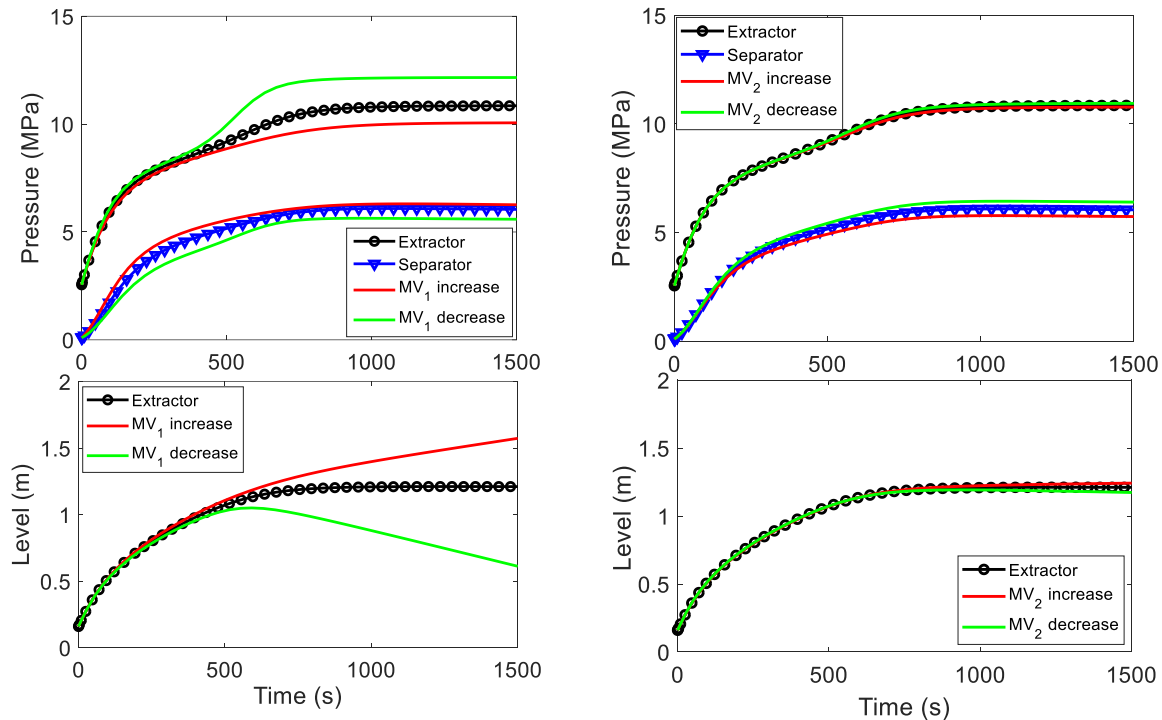 15
10
5
0
Pressure (MPa)
Extractor
Separator
MV1 increase
MV1 decrease
0 500 1000 1500
15
10
5
0
Pressure (MPa)
Extractor
Separator
MV2 increase
MV2 decrease
0 500 1000 1500
2
1.5
1
0.5
0
Level (m)
Extractor
MV1 increase
MV1 decrease
0 500 1000 1500
Time (s)
2
1.5
1
0.5
0
Level (m)
Extractor
MV2 increase
MV2 decrease
0 500 1000 1500
Time (s)